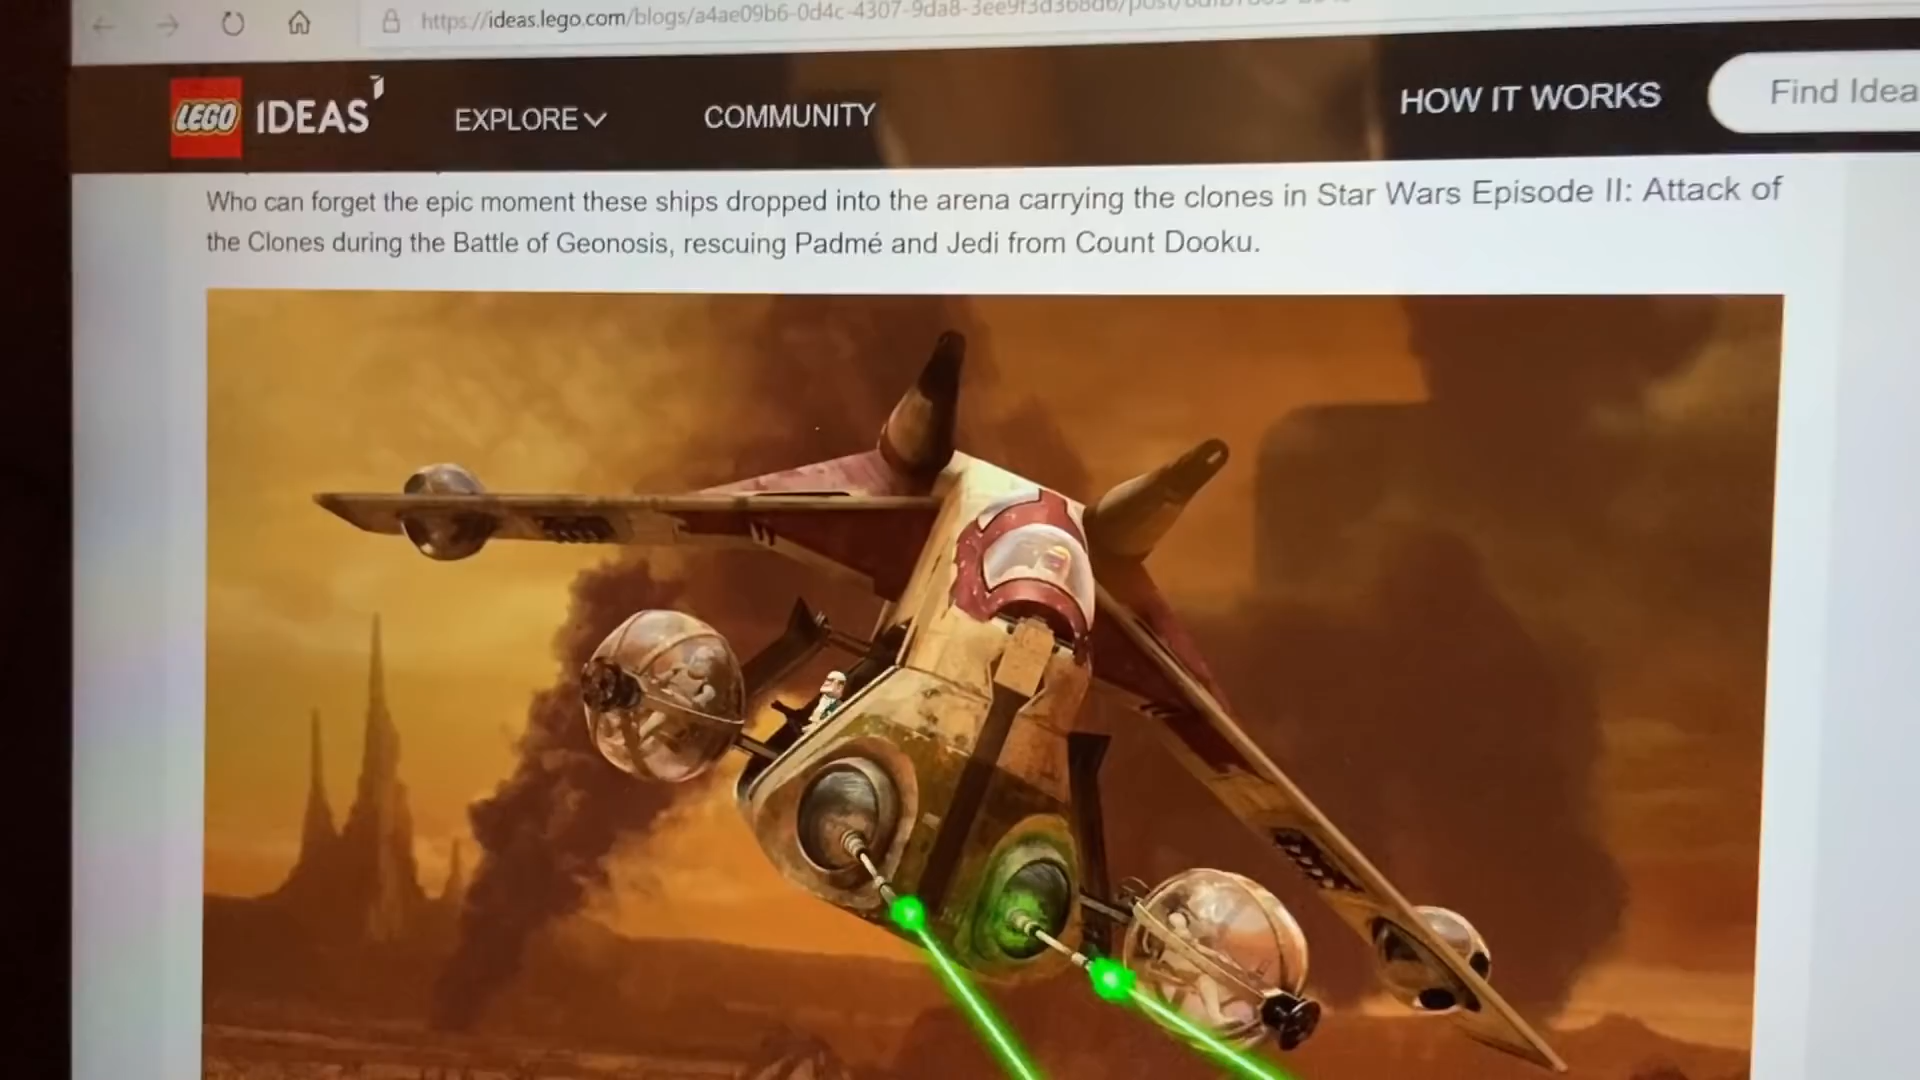 https://ideas.lego.com/blogs/a4ae09b6-0d4c-4307-9da8-3ee9f3d368d6/post/
LEGO IDEAS EXPLORE COMMUNITY HOW IT WORKS Find Idea
Who can forget the epic moment these ships dropped into the arena carrying the clones in Star Wars Episode II: Attack of
the Clones during the Battle of Geonosis, rescuing Padmé and Jedi from Count Dooku.